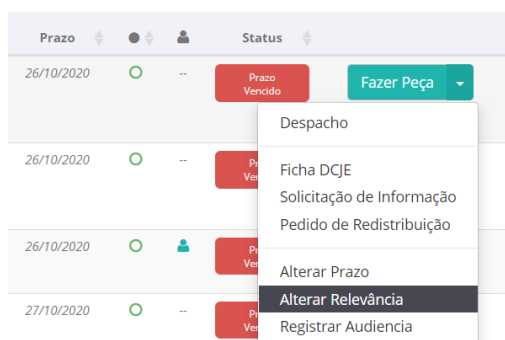 Prazo Status
26/10/2020 -- Prazo Vencido Fazer Peça
Despacho
26/10/2020 --
Ficha DCJE
Solicitação de Informação
Pedido de Redistribuição
26/10/2020
Alterar Prazo
Alterar Relevância
27/10/2020 --
Registrar Audiencia